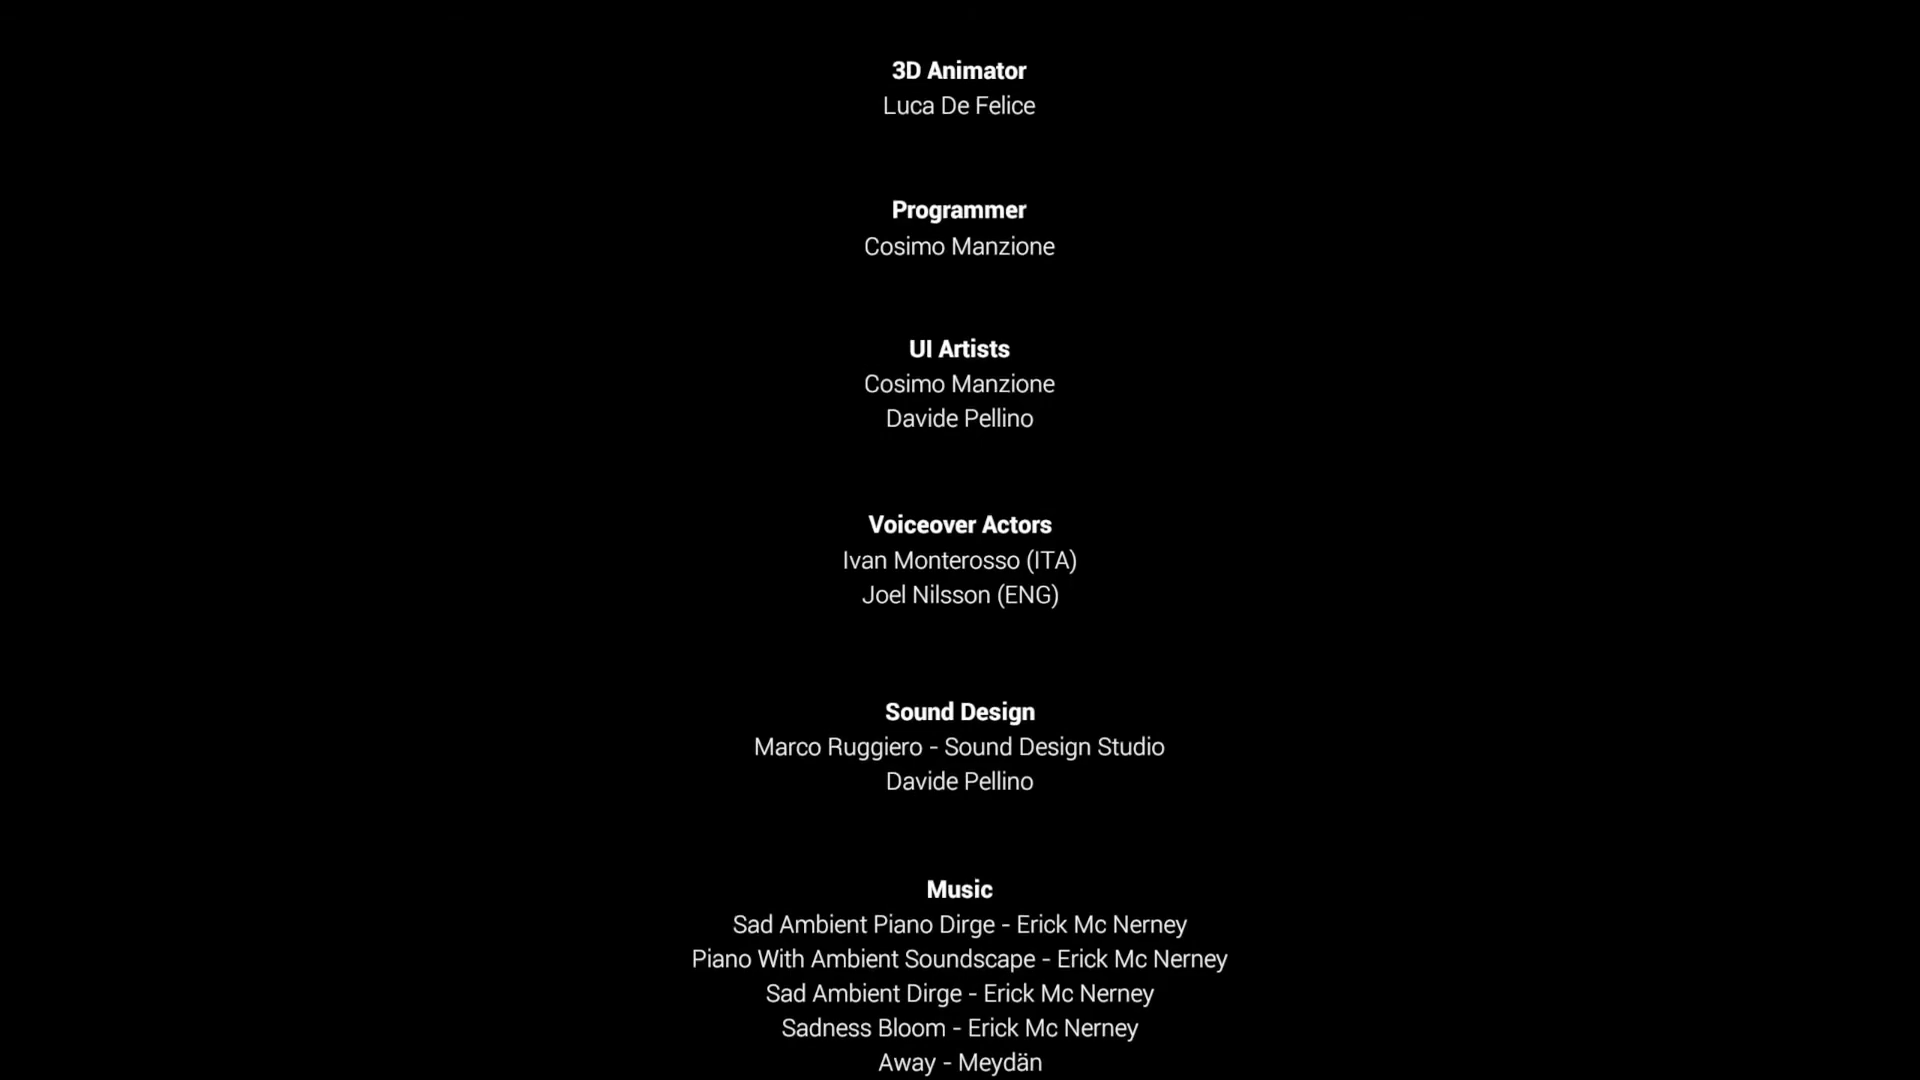 3D Animator
Luca De Felice
Programmer
Cosimo Manzione
UI Artists
Cosimo Manzione
Davide Pellino
Voiceover Actors
Ivan Monterosso (ITA)
Joel Nilsson (ENG)
Sound Design
Marco Ruggiero - Sound Design Studio
Davide Pellino
Music
Sad Ambient Piano Dirge - Erick Mc Nerney
Piano With Ambient Soundscape - Erick Mc Nerney
Sad Ambient Dirge - Erick Mc Nerney
Sadness Bloom - Erick Mc Nerney
Away - Meydän